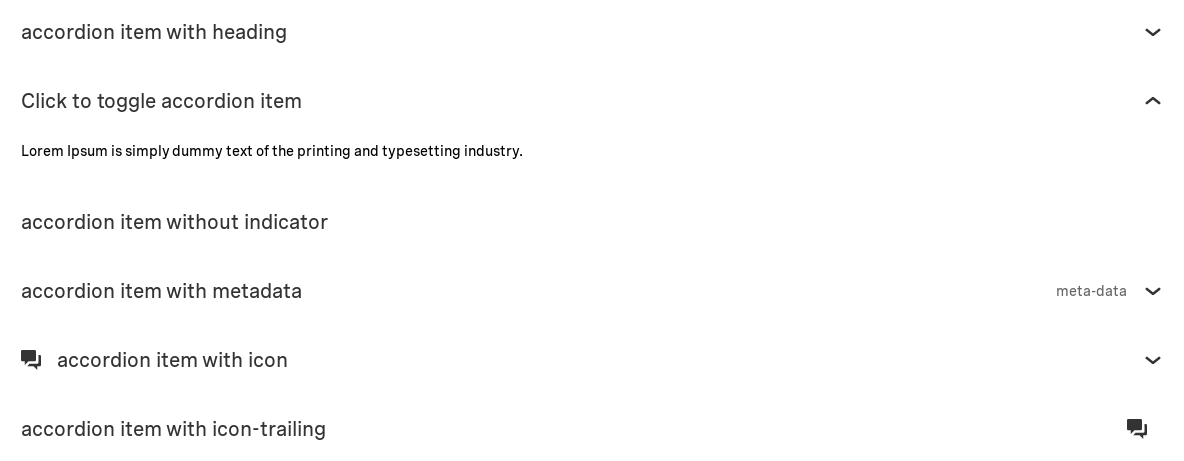 accordion item with heading
Click to toggle accordion item
Lorem Ipsum is simply dummy text of the printing and typesetting industry.
accordion item without indicator
accordion item with metadata meta-data
accordion item with icon
accordion item with icon-trailing